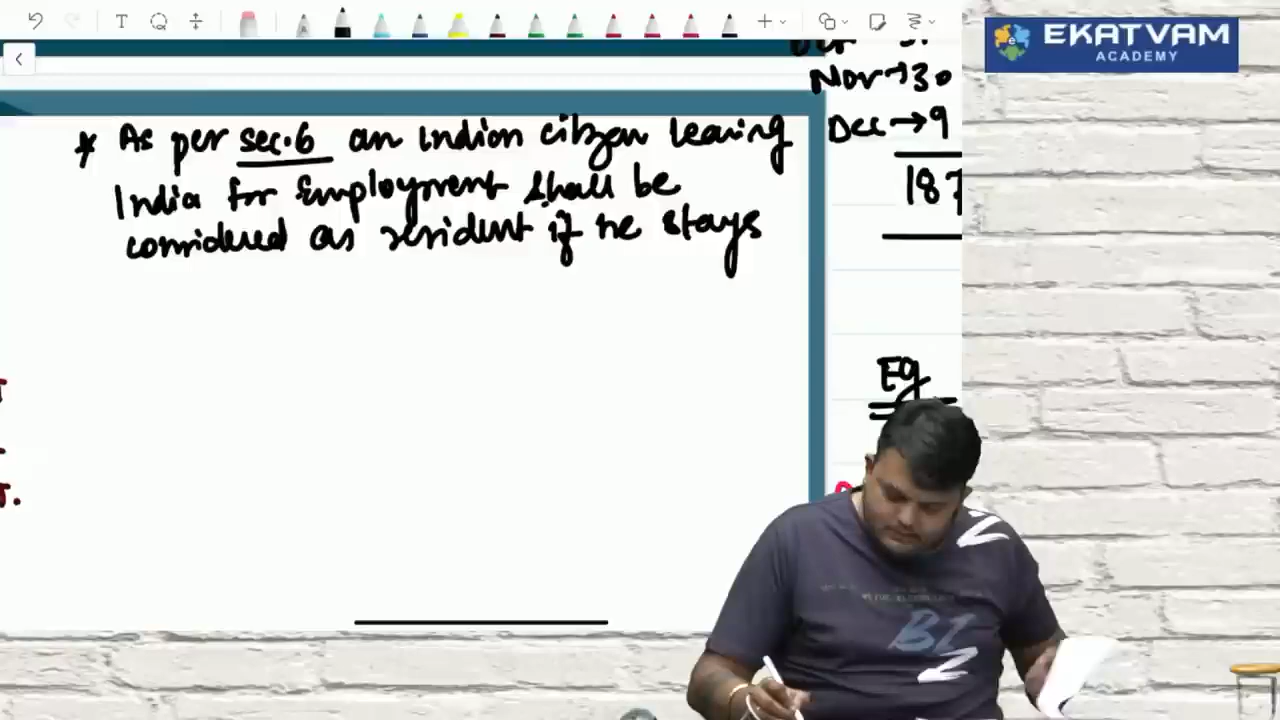 EKATVAM
ACADEMY
Nov→30
Dec→9
187
* As per sec.6 an Indian citizen leaving
India for Employment shall be
considered as resident if he stays
Eg